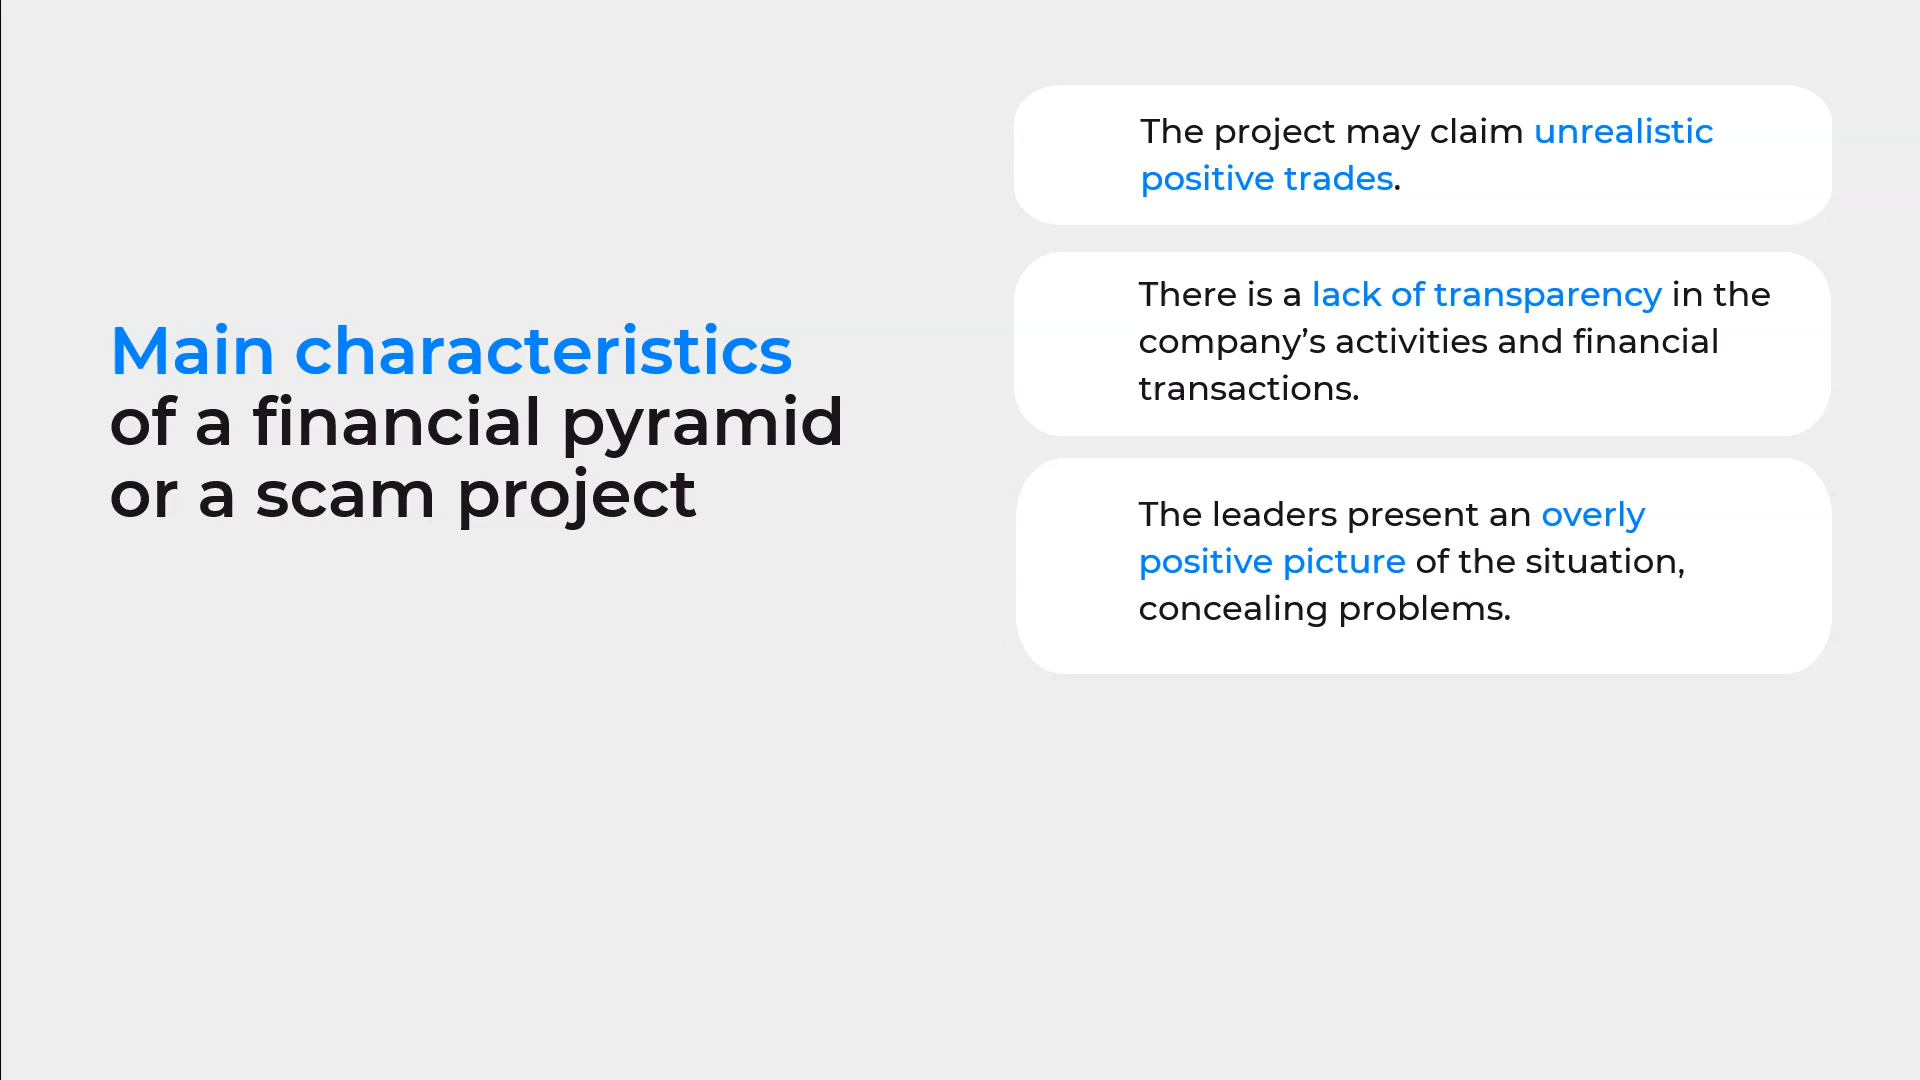 Main characteristics
of a financial pyramid
or a scam project
The project may claim unrealistic
positive trades.
There is a lack of transparency in the
company’s activities and financial
transactions.
The leaders present an overly
positive picture of the situation,
concealing problems.